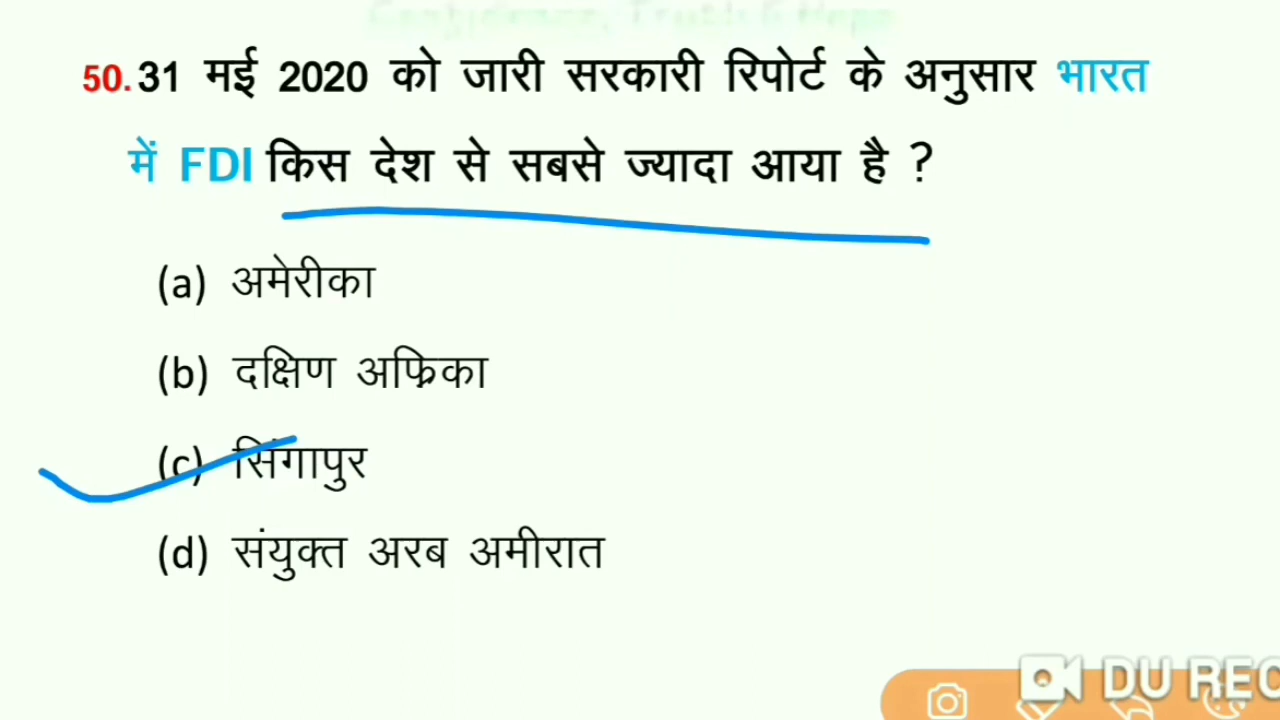 50. 31 मई 2020 को जारी सरकारी रिपोर्ट के अनुसार भारत
में FDI किस देश से सबसे ज्यादा आया है ?
(a) अमेरीका
(b) दक्षिण अफ्रिका
(c) सिंगापुर
(d) संयुक्त अरब अमीरात
DU REC